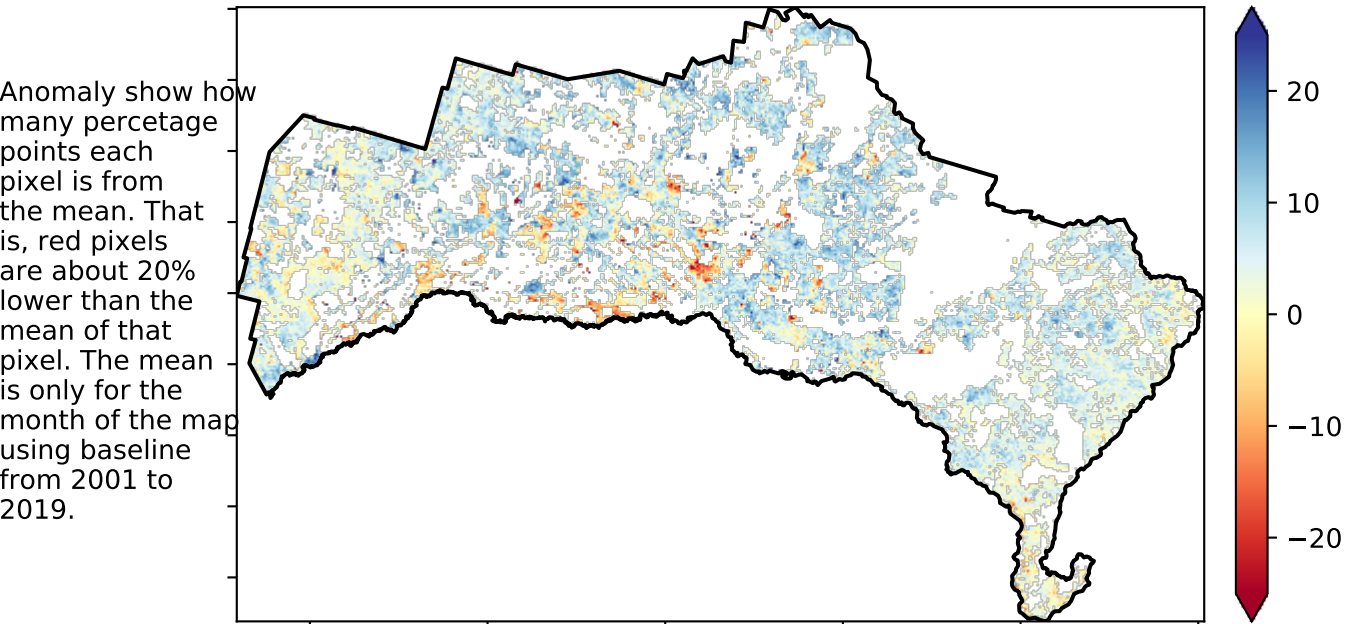 Anomaly show how
many percetage
points each
pixel is from
the mean. That
is, red pixels
are about 20%
lower than the
mean of that
pixel. The mean
is only for the
month of the map
using baseline
from 2001 to
2019.
20
10
0
−10
−20